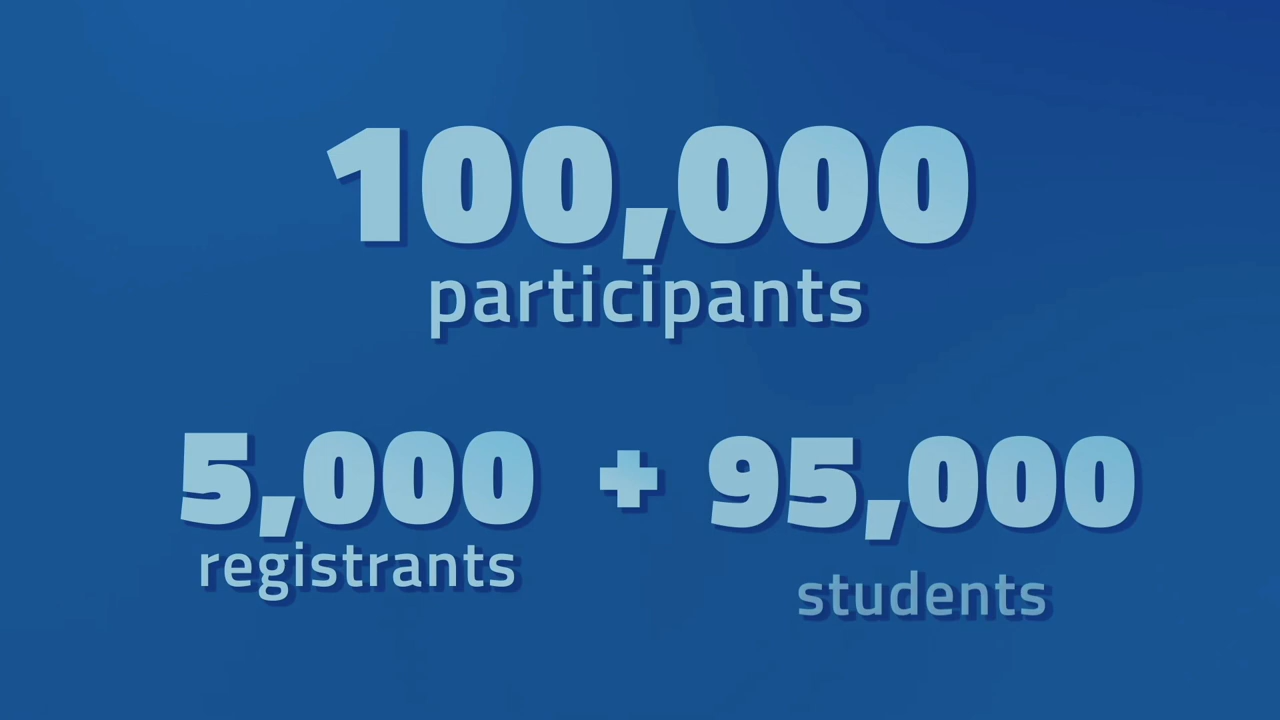 100,000
participants
5,000 + 95,000
registrants students